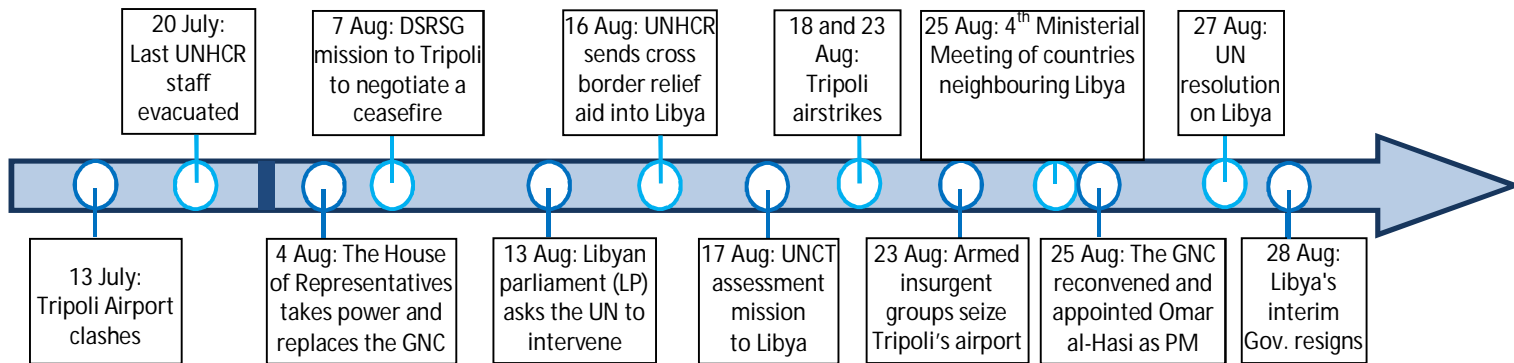 20 July:
Last UNHCR
staff
evacuated
7 Aug: DSRSG
mission to Tripoli
to negotiate a
ceasefire
16 Aug: UNHCR
sends cross
border relief
aid into Libya
18 and 23
Aug:
Tripoli
airstrikes
25 Aug: 4th Ministerial
Meeting of countries
neighbouring Libya
27 Aug:
UN
resolution
on Libya
13 July:
Tripoli Airport
clashes
4 Aug: The House
of Representatives
takes power and
replaces the GNC
13 Aug: Libyan
parliament (LP)
asks the UN to
intervene
17 Aug: UNCT
assessment
mission
to Libya
23 Aug: Armed
insurgent
groups seize
Tripoli's airport
25 Aug: The GNC
reconvened and
appointed Omar
al-Hasi as PM
28 Aug:
Libya's
interim
Gov. resigns